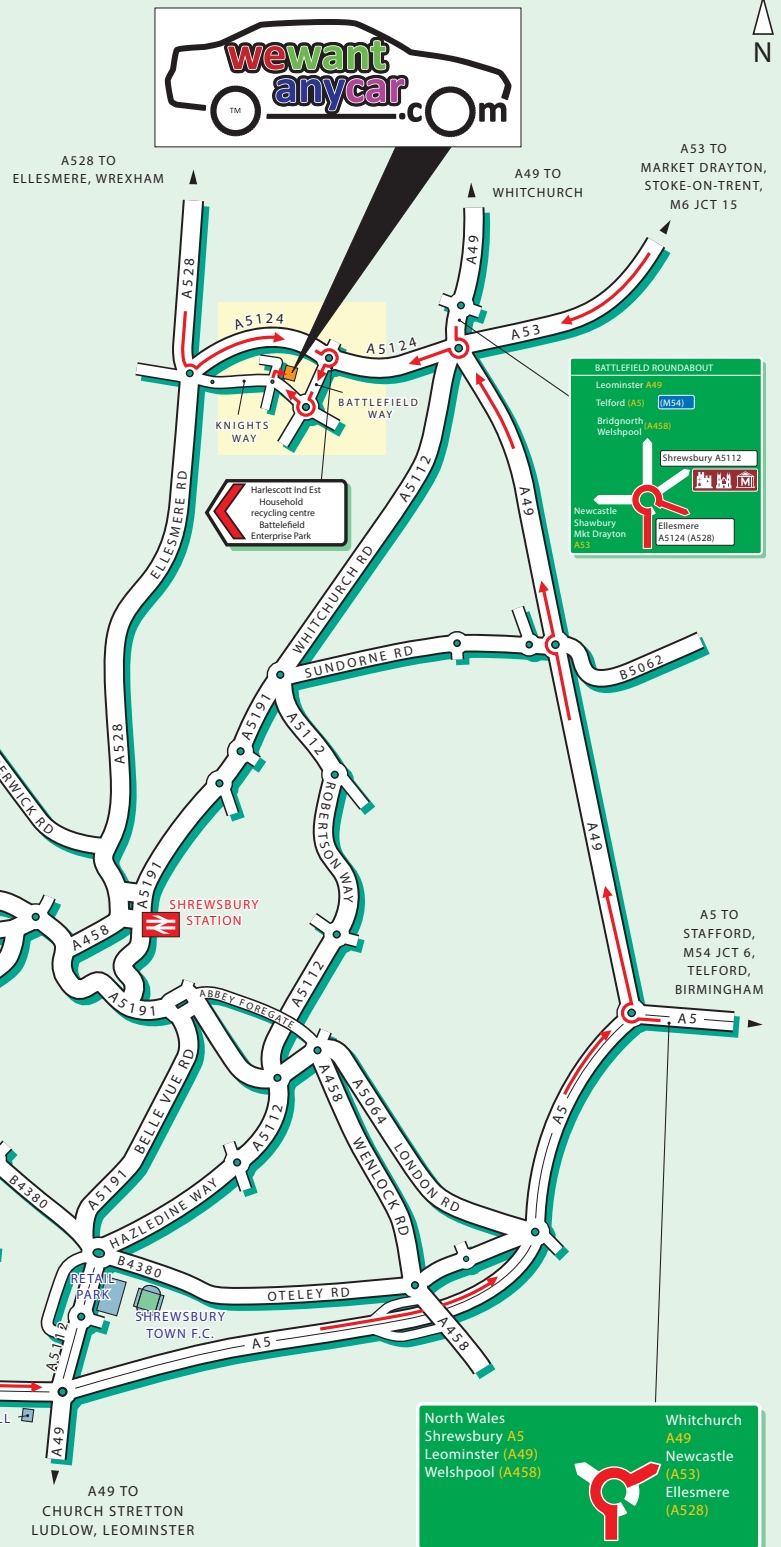 wewant
anycar
.com
TM
N
A528 TO
ELLESMERE, WREXHAM
A49 TO
WHITCHURCH
A53 TO
MARKET DRAYTON,
STOKE-ON-TRENT,
M6 JCT 15
A49
A528
A5124
A5124
A53
BATTLEFIELD
WAY
KNIGHTS
WAY
BATTLEFIELD ROUNDABOUT
Leominster A49
Telford (A5) (M54)
Bridgnorth
Welshpool (A458)
Shrewsbury A5112
M
Newcastle
Shawbury
Mkt Drayton
A53
Ellesmere
A5124 (A528)
Harlescott Ind Est
Household
recycling centre
Battelefield
Enterprise Park
ELLESMERE RD
A5112
A49
WHITCHURCH RD
SUNDORNE RD
B5062
A5191
A5112
A528
ERWICK RD
ROBERTSON WAY
A49
A5191
SHREWSBURY
STATION
A458
A5 TO
STAFFORD,
M54 JCT 6,
TELFORD,
BIRMINGHAM
A5191
ABBEY FOREGATE
A5112
A5
BELLE VUE RD
A458
A5064
A5112
A5
WENLOCK RD
LONDON RD
B4380
A5191
HAZLEDINE WAY
B4380
RETAIL
PARK
OTELEY RD
SHREWSBURY
TOWN F.C.
A5112
A5
A458
LL
A49
A49 TO
CHURCH STRETTON
LUDLOW, LEOMINSTER
North Wales
Shrewsbury A5
Leominster (A49)
Welshpool (A458)
Whitchurch
A49
Newcastle
(A53)
Ellesmere
(A528)